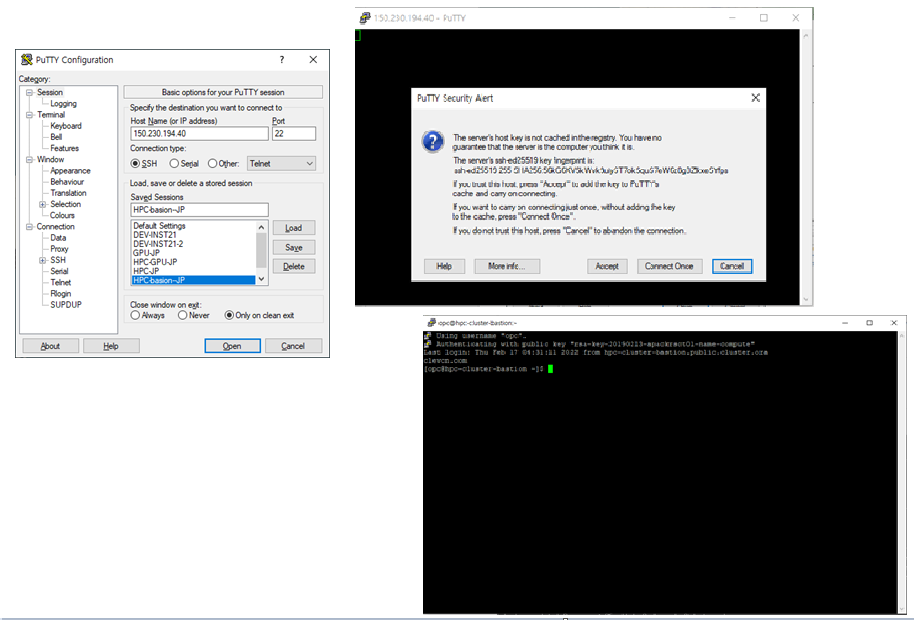 PuTTY Configuration
? X
Category:
Session
Logging
Terminal
Keyboard
Bell
Features
Window
Appearance
Behaviour
Translation
Selection
Colours
Connection
Data
Proxy
SSH
Serial
Telnet
Rlogin
SUPDUP
Basic options for your PuTTY session
Specify the destination you want to connect to
Host Name (or IP address) Port
150.230.194.40 22
Connection type:
SSH Serial Other: Telnet
Load, save or delete a stored session
Saved Sessions
HPC-basion--JP
Default Settings
DEV-INST21
DEV-INST21-2
GPU-JP
HPC-GPU-JP
HPC-JP
HPC-basion--JP
Load
Save
Delete
Close window on exit:
Always Never Only on clean exit
About Help Open Cancel
150.230.194.40 - PuTTY
PuTTY Security Alert
The server's host key is not cached in the registry. You have no
guarantee that the server is the computer you think it is.
The server's ssh-ed25519 key fingerprint is:
ssh-ed25519 255
If you trust this host, press "Accept" to add the key to PuTTY's
cache and carry on connecting.
If you want to carry on connecting just once, without adding the key
to the cache, press "Connect Once".
If you do not trust this host, press "Cancel" to abandon the connection.
Help More info... Accept Connect Once Cancel
opc@hpc-cluster-bastion:~
Using username "opc".
Authenticating with public key
Last login: Thu Feb 17 04:31:11 2022 from hpc-cluster-bastion.public.cluster.ora
clevcn.com
[opc@hpc-cluster-bastion ~]$